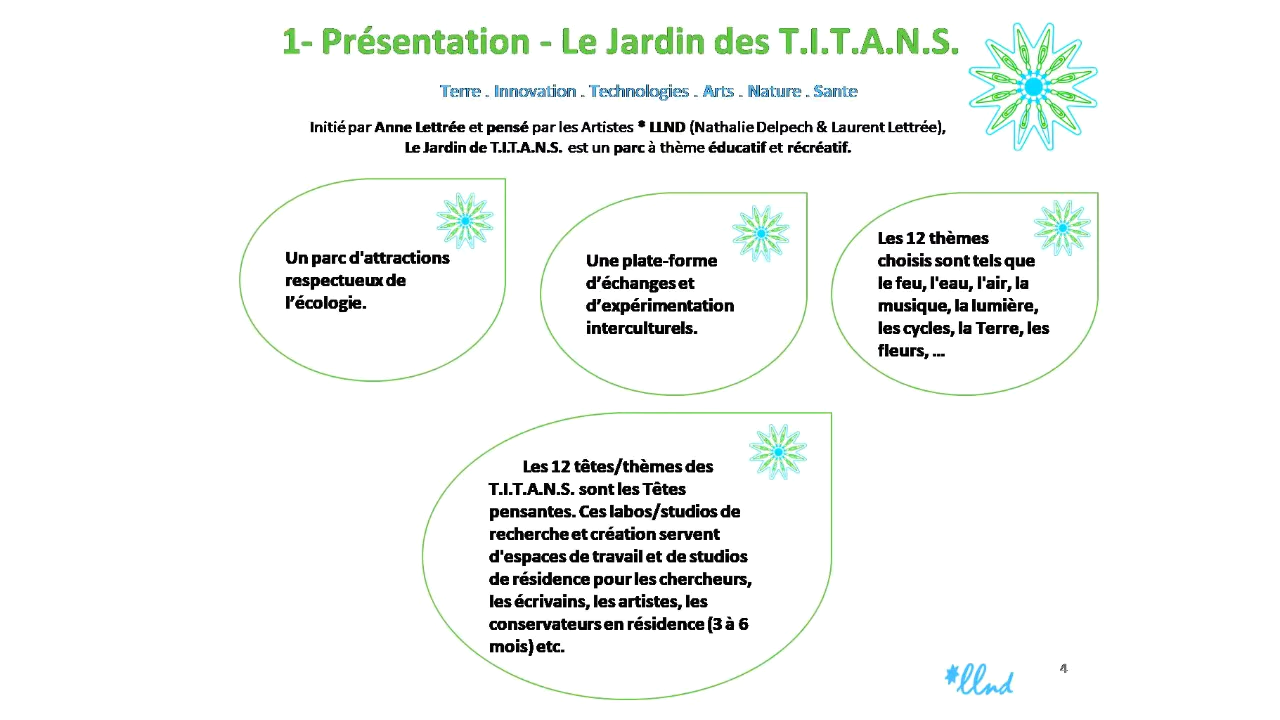 1- Présentation - Le Jardin des T.I.T.A.N.S.
Terre . Innovation . Technologies . Arts . Nature . Sante
Initié par Anne Lettrée et pensé par les Artistes * LLND (Nathalie Delpech & Laurent Lettrée),
Le Jardin de T.I.T.A.N.S. est un parc à thème éducatif et récréatif.
Un parc d'attractions
respectueux de
l'écologie.
Une plate-forme
d'échanges et
d'expérimentation
interculturels.
Les 12 thèmes
choisis sont tels que
le feu, l'eau, l'air, la
musique, la lumière,
les cycles, la Terre, les
fleurs, ...
Les 12 têtes/thèmes des
T.I.T.A.N.S. sont les Têtes
pensantes. Ces labos/studios de
recherche et création servent
d'espaces de travail et de studios
de résidence pour les chercheurs,
les écrivains, les artistes, les
conservateurs en résidence (3 à 6
mois) etc.
*llnd
4